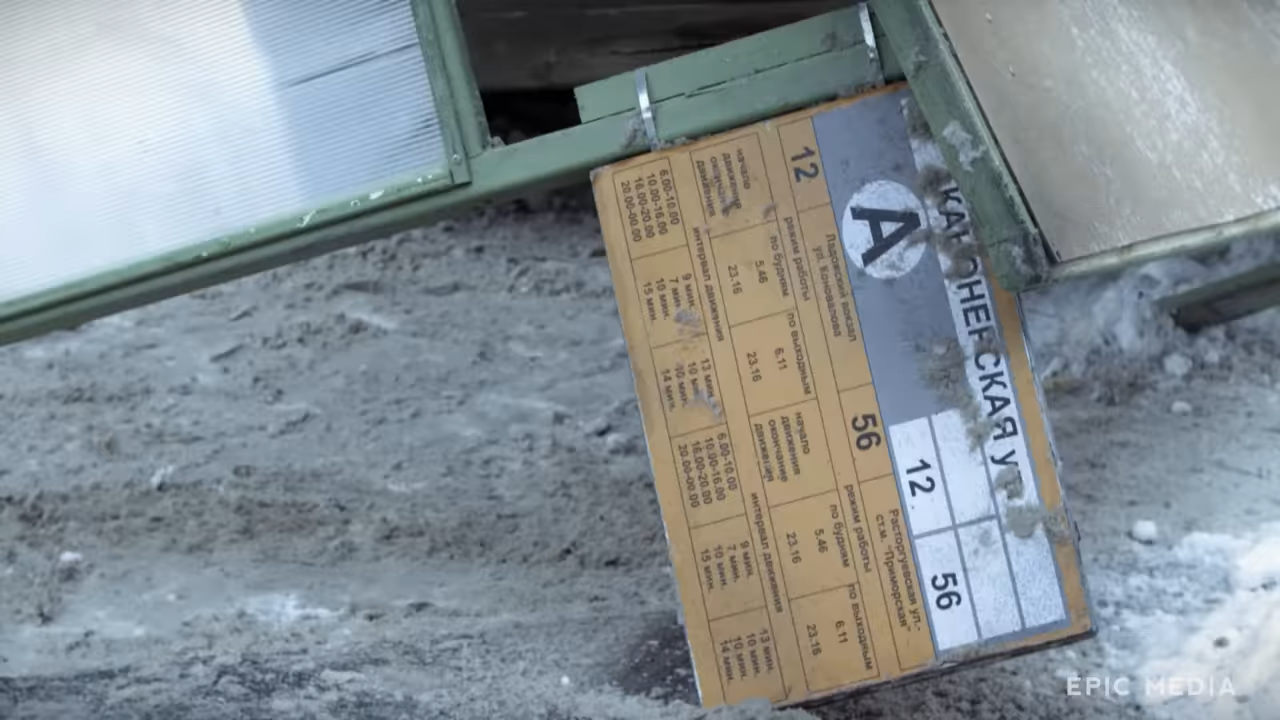 КАНОНЕРСКАЯ У
А
12
56
12
Ладожский вокзал
ул. Коновалова
режим работы
по будням
по выходным
начало
движения
окончание
движения
5.46
23.16
6.11
23.16
интервал движения
6.00-10.00
10.00-16.00
16.00-20.00
20.00-00.00
9 мин.
7 мин.
10 мин.
15 мин.
13 мин.
10 мин.
10 мин.
14 мин.
56
Расторгуевская ул.-
ст.м. "Приморская"
режим работы
по будням
по выходным
начало
движения
окончание
движения
5.46
23.16
6.11
23.16
интервал движения
6.00-10.00
10.00-16.00
16.00-20.00
20.00-00.00
9 мин.
7 мин.
10 мин.
15 мин.
13 мин.
10 мин.
10 мин.
14 мин.
EPIC MEDIA